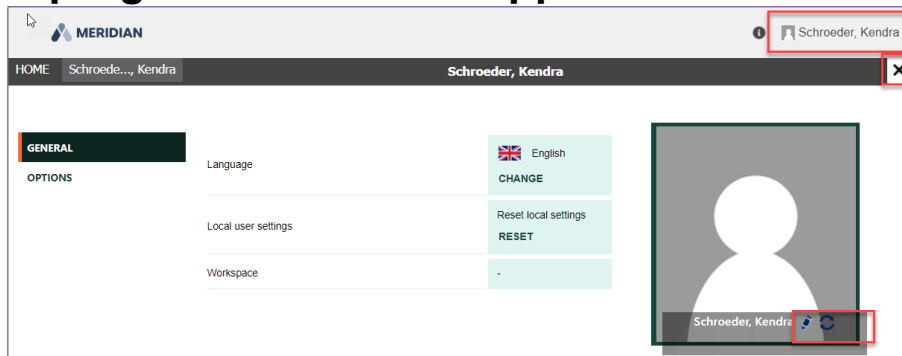 MERIDIAN
Schroeder, Kendra
HOME Schroede..., Kendra Schroeder, Kendra
GENERAL
OPTIONS
Language
English
CHANGE
Local user settings
Reset local settings
RESET
Workspace
-
Schroeder, Kendra